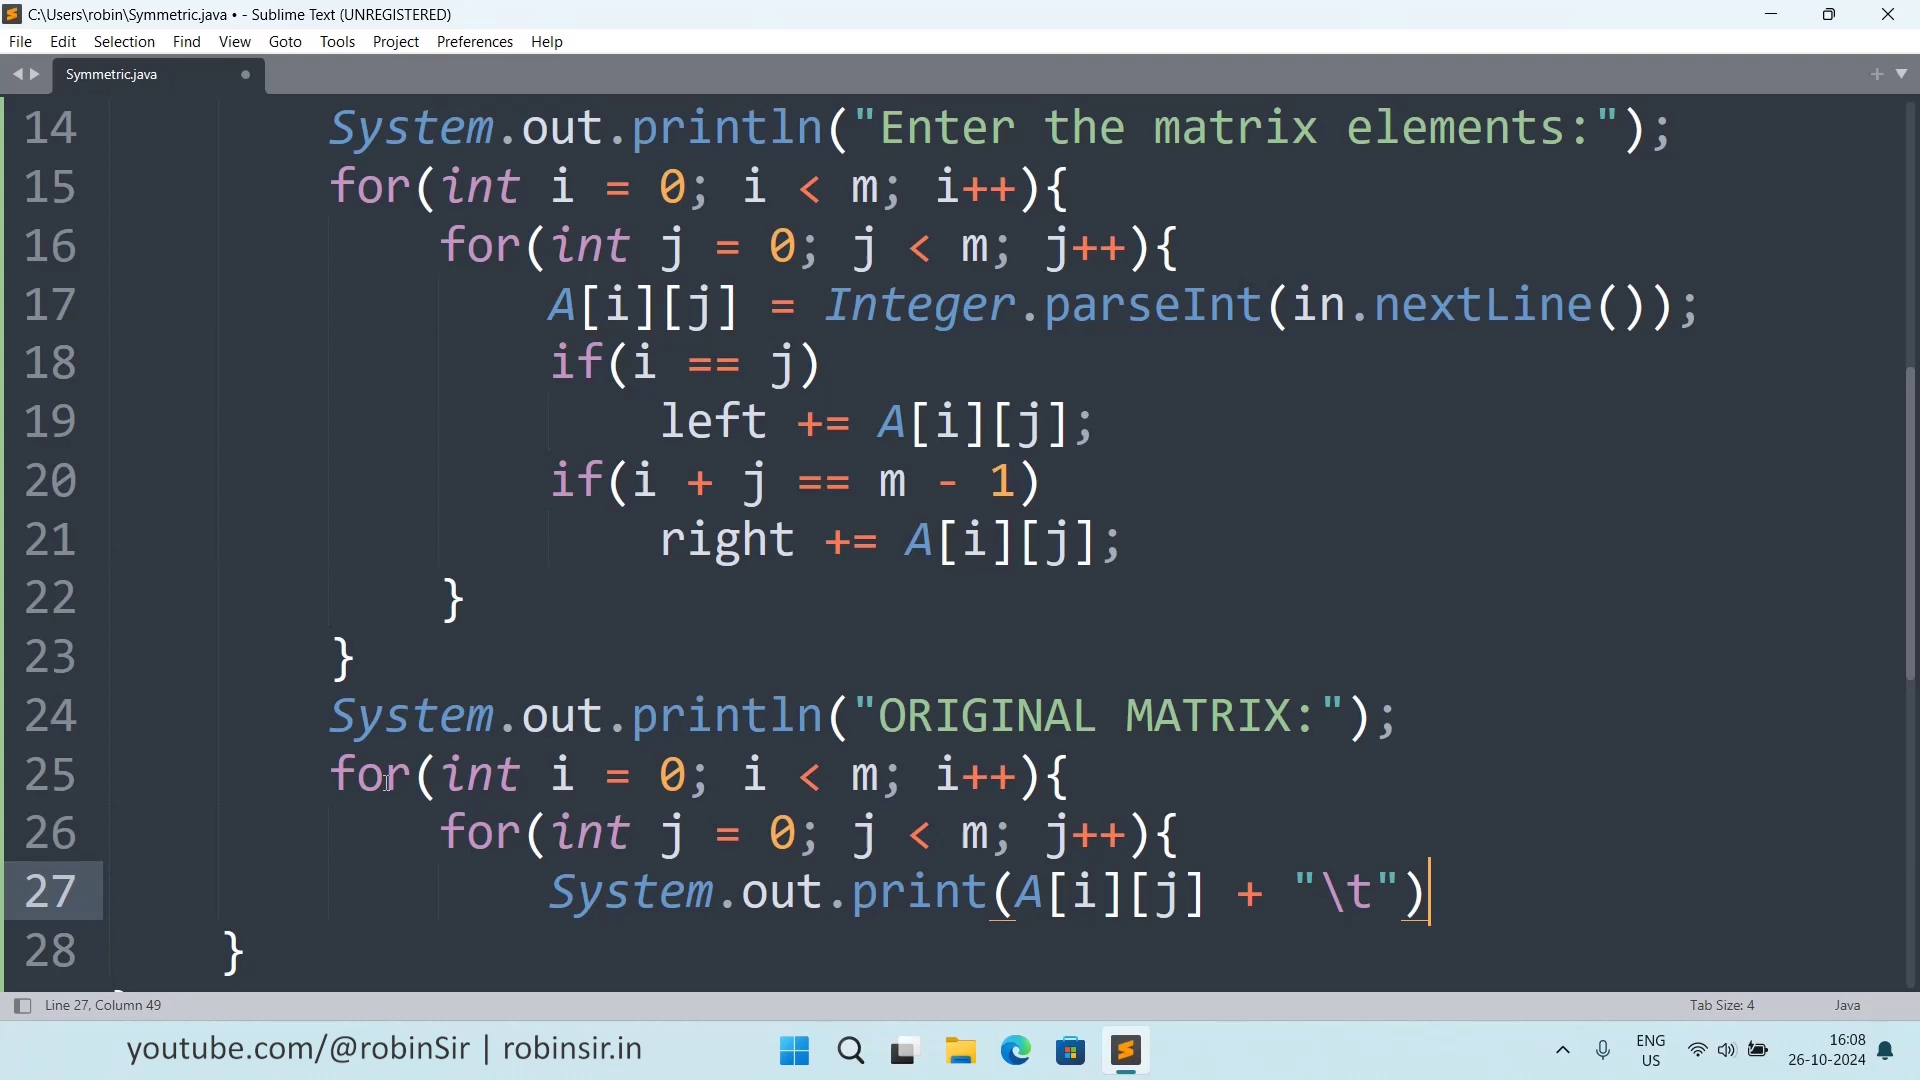 C:\Users\robin\Symmetric.java • - Sublime Text (UNREGISTERED)
File Edit Selection Find View Goto Tools Project Preferences Help
Symmetric.java
14 System.out.println("Enter the matrix elements:");
15 for(int i = 0; i < m; i++){
16 for(int j = 0; j < m; j++){
17 A[i][j] = Integer.parseInt(in.nextLine());
18 if(i == j)
19 left += A[i][j];
20 if(i + j == m - 1)
21 right += A[i][j];
22 }
23 }
24 System.out.println("ORIGINAL MATRIX:");
25 for(int i = 0; i < m; i++){
26 for(int j = 0; j < m; j++){
27 System.out.print(A[i][j] + "\t")
28 }
Line 27, Column 49 Tab Size: 4 Java
youtube.com/@robinSir | robinsir.in
ENG
US
16:08
26-10-2024